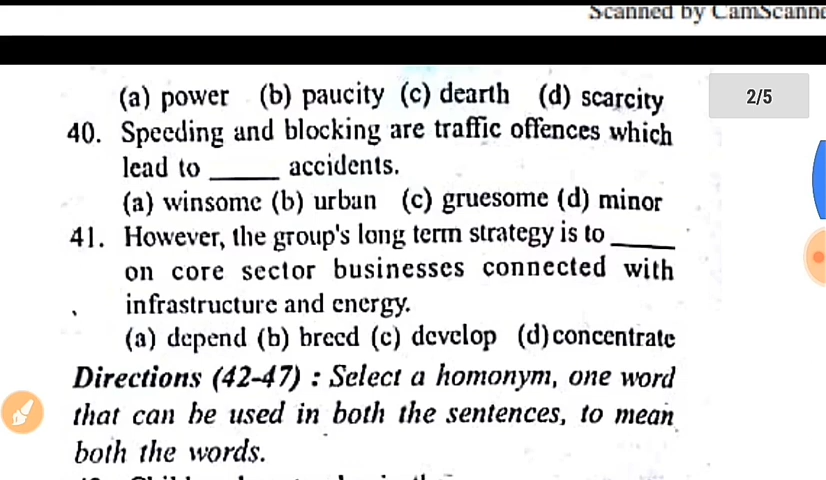 Scanned by CamScanne
(a) power (b) paucity (c) dearth (d) scarcity
2/5
40. Speeding and blocking are traffic offences which
lead to _____ accidents.
(a) winsome (b) urban (c) gruesome (d) minor
41. However, the group's long term strategy is to _____
on core sector businesses connected with
infrastructure and energy.
(a) depend (b) breed (c) develop (d) concentrate
Directions (42-47) : Select a homonym, one word
that can be used in both the sentences, to mean
both the words.